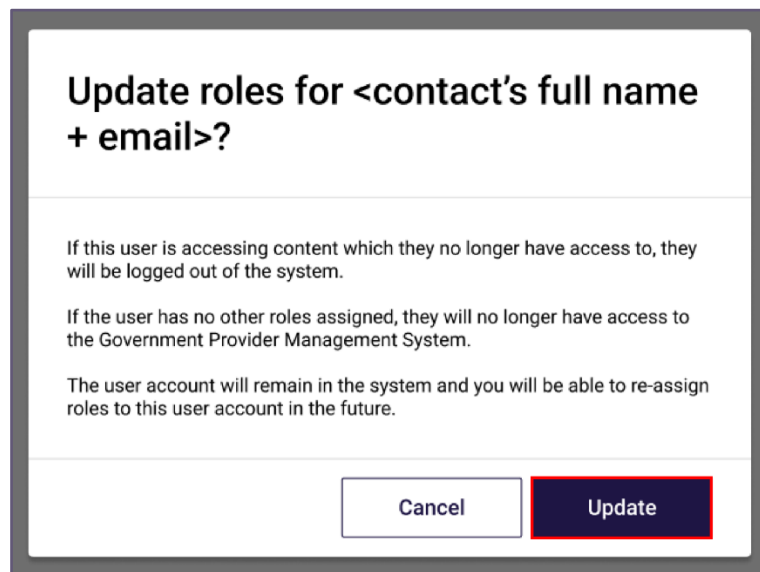 Update roles for <contact's full name
+ email>?
If this user is accessing content which they no longer have access to, they
will be logged out of the system.
If the user has no other roles assigned, they will no longer have access to
the Government Provider Management System.
The user account will remain in the system and you will be able to re-assign
roles to this user account in the future.
Cancel
Update